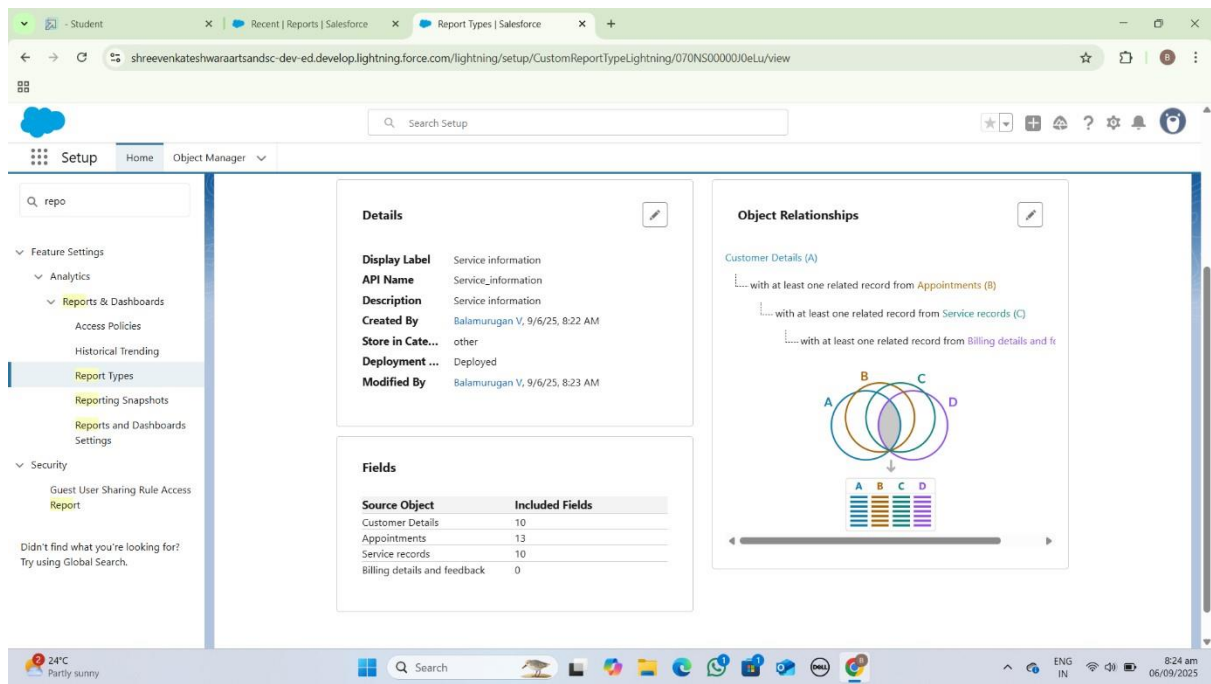 - Student
Recent | Reports | Salesforce
Report Types | Salesforce
shreevenkateshwaraartsandsc-dev-ed.develop.lightning.force.com/lightning/setup/CustomReportTypeLightning/070NS00000J0eLu/view
B
Search Setup
Setup
Home
Object Manager
repo
Feature Settings
Analytics
Reports & Dashboards
Access Policies
Historical Trending
Report Types
Reporting Snapshots
Reports and Dashboards
Settings
Security
Guest User Sharing Rule Access
Report
Didn't find what you're looking for?
Try using Global Search.
Details
Display Label Service information
API Name Service_information
Description Service information
Created By Balamurugan V, 9/6/25, 8:22 AM
Store in Cate... other
Deployment ... Deployed
Modified By Balamurugan V, 9/6/25, 8:23 AM
Fields
Source Object Included Fields
Customer Details 10
Appointments 13
Service records 10
Billing details and feedback 0
Object Relationships
Customer Details (A)
with at least one related record from Appointments (B)
with at least one related record from Service records (C)
with at least one related record from Billing details and fe
B C
A D
A B C D
2
24°C
Partly sunny
Search
1
DELL
B
ENG
IN
8:24 am
06/09/2025